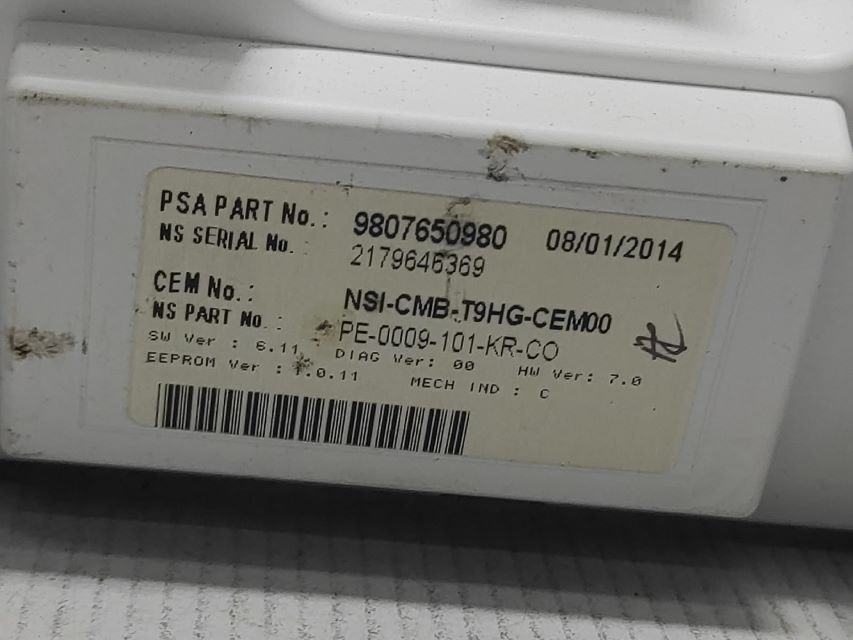 PSA PART No.: 9807650980 08/01/2014
NS SERIAL No. : 2179646369
CEM No.: NSI-CMB-T9HG-CEM00
NS PART No. : PE-0009-101-KR-CO
SW Ver : 6.11 DIAG Ver: 00 HW Ver: 7.0
EEPROM Ver : .0.11 MECH IND : C